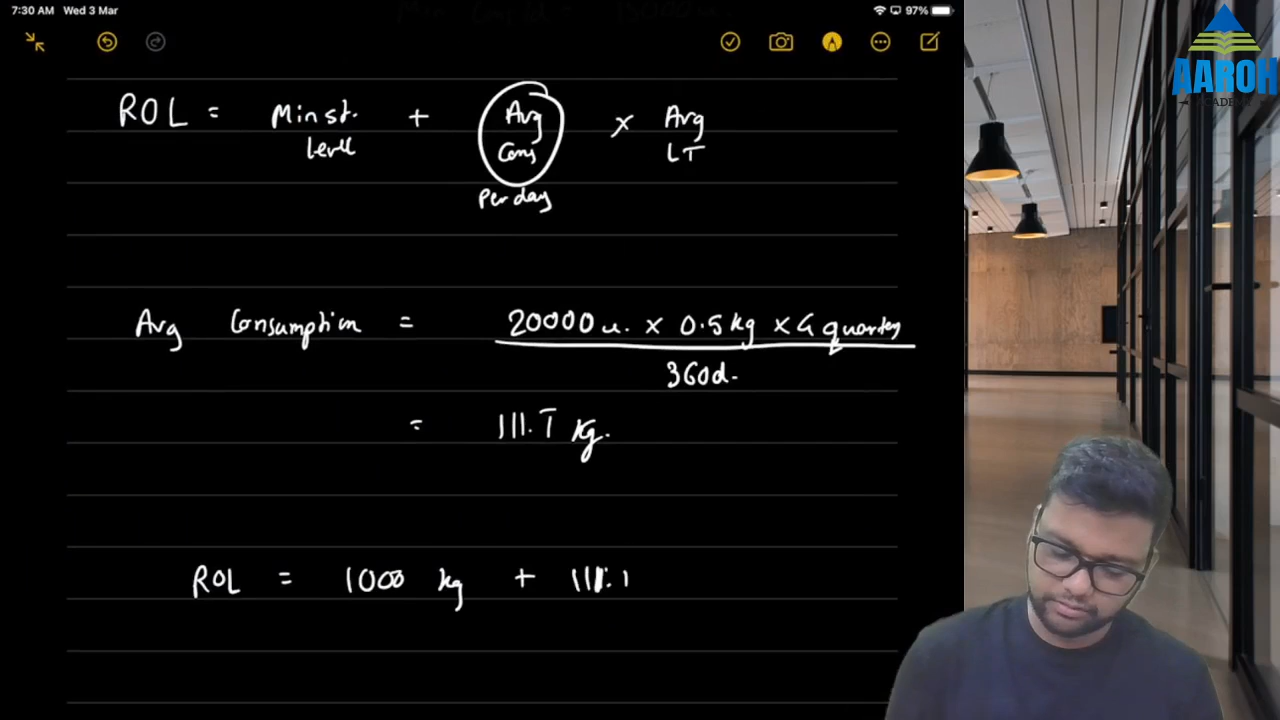 7:30 AM Wed 3 Mar
97%
AAROH
ACADEMY
ROL = Min st. level + Avg Cons per day x Avg LT
Avg Consumption = 20000 u. x 0.5 kg x 4 quarters
360d.
= 111.1 kg.
ROL = 1000 kg + 111.1